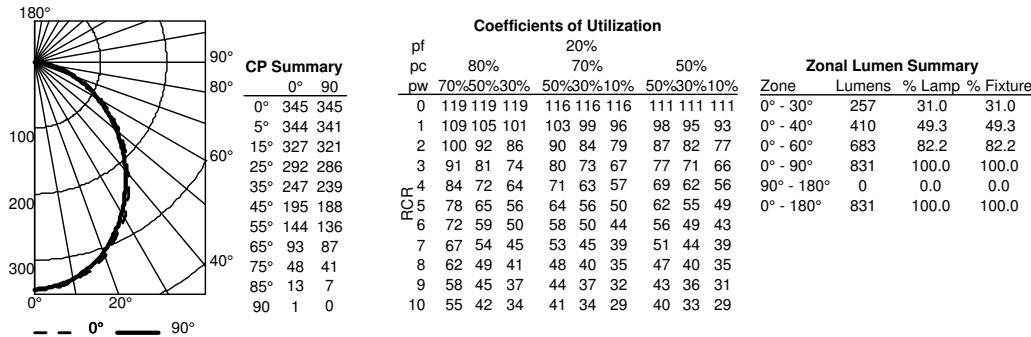 180°
90°
80°
60°
40°
100
200
300
0° 20°
0° 90°
CP Summary
0° 90
0° 345 345
5° 344 341
15° 327 321
25° 292 286
35° 247 239
45° 195 188
55° 144 136
65° 93 87
75° 48 41
85° 13 7
90 1 0
Coefficients of Utilization
pf 20%
pc 80% 70% 50%
pw 70%50%30% 50%30%10% 50%30%10%
RCR
0 119 119 119 116 116 116 111 111 111
1 109 105 101 103 99 96 98 95 93
2 100 92 86 90 84 79 87 82 77
3 91 81 74 80 73 67 77 71 66
4 84 72 64 71 63 57 69 62 56
5 78 65 56 64 56 50 62 55 49
6 72 59 50 58 50 44 56 49 43
7 67 54 45 53 45 39 51 44 39
8 62 49 41 48 40 35 47 40 35
9 58 45 37 44 37 32 43 36 31
10 55 42 34 41 34 29 40 33 29
Zonal Lumen Summary
Zone Lumens % Lamp % Fixture
0° - 30° 257 31.0 31.0
0° - 40° 410 49.3 49.3
0° - 60° 683 82.2 82.2
0° - 90° 831 100.0 100.0
90° - 180° 0 0.0 0.0
0° - 180° 831 100.0 100.0